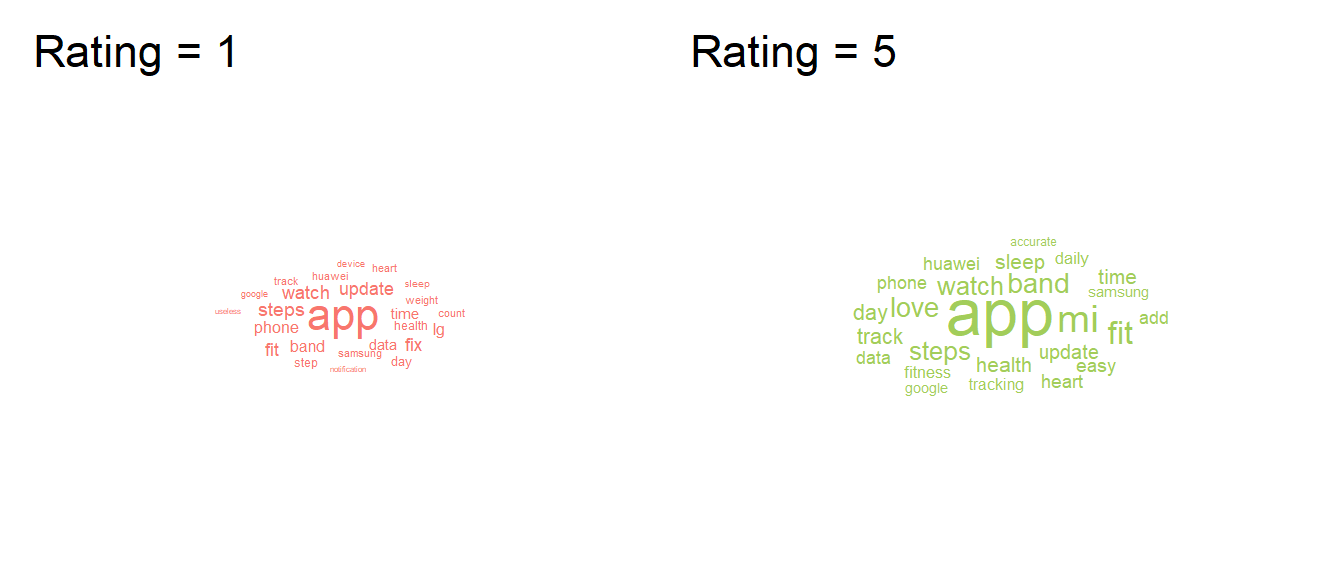 Rating = 1
Rating = 5
device
heart
huawei
track
sleep
google
watch
update
weight
useless
steps
app
time
count
phone
health
lg
fit
band
data
fix
samsung
step
day
notification
accurate
huawei
sleep
daily
phone
watch
band
time
samsung
day
love
app
mi
fit
add
track
data
steps
update
health
easy
fitness
google
tracking
heart